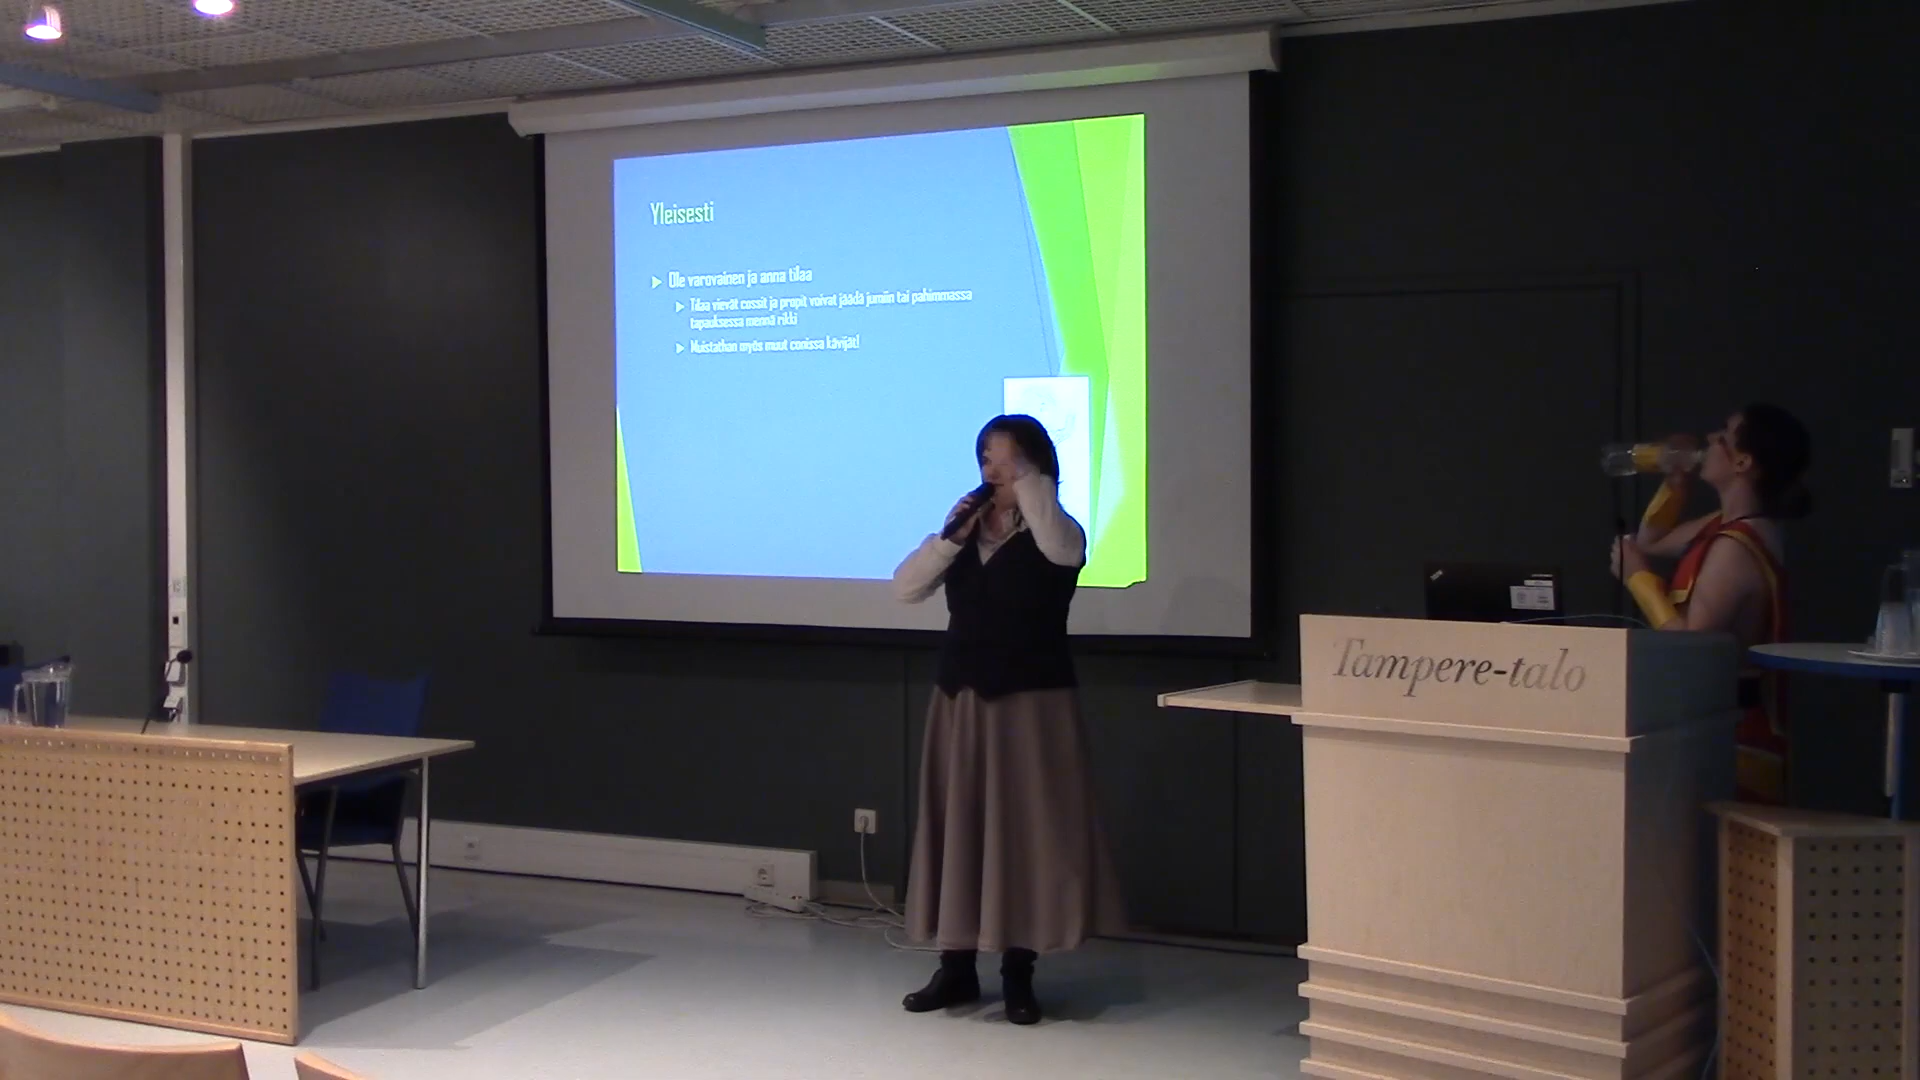 Yleisesti
Ole varovainen ja anna tilaa
Tilaa vievät cossit ja propit voivat jäädä jumiin tai pahimmassa
tapauksessa mennä rikki
Muistathan myös muut conissa kävijät!
Tampere-talo